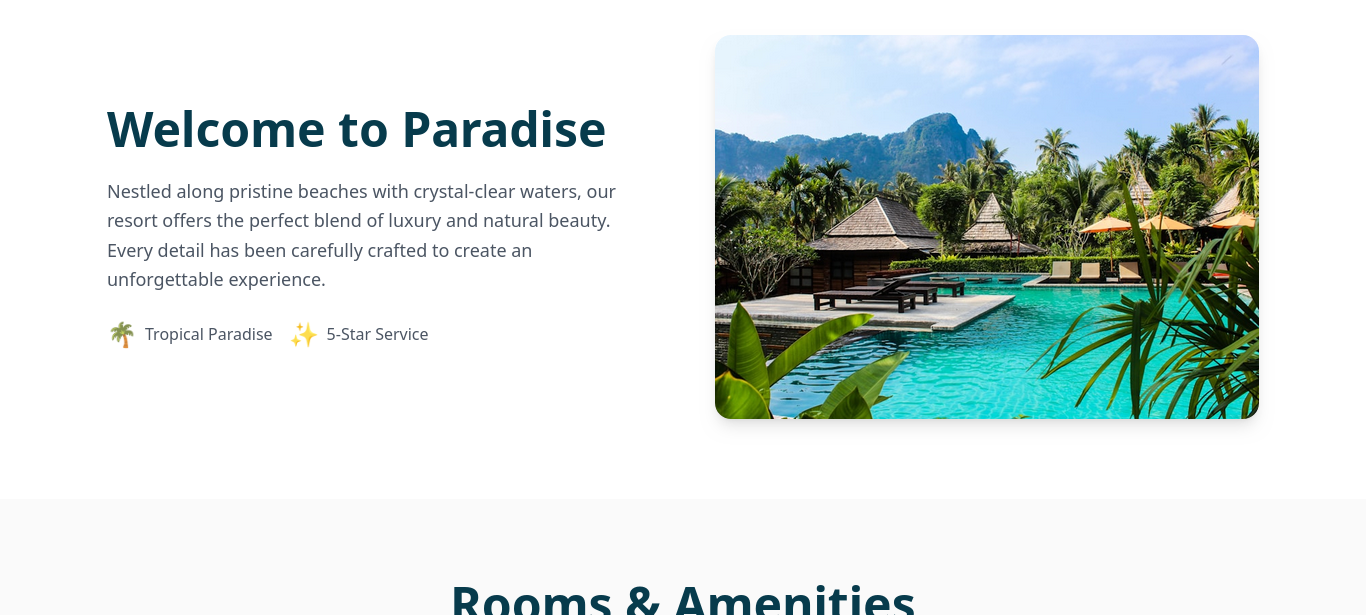 Welcome to Paradise
Nestled along pristine beaches with crystal-clear waters, our
resort offers the perfect blend of luxury and natural beauty.
Every detail has been carefully crafted to create an
unforgettable experience.
🌴 Tropical Paradise ✨ 5-Star Service
Rooms & Amenities